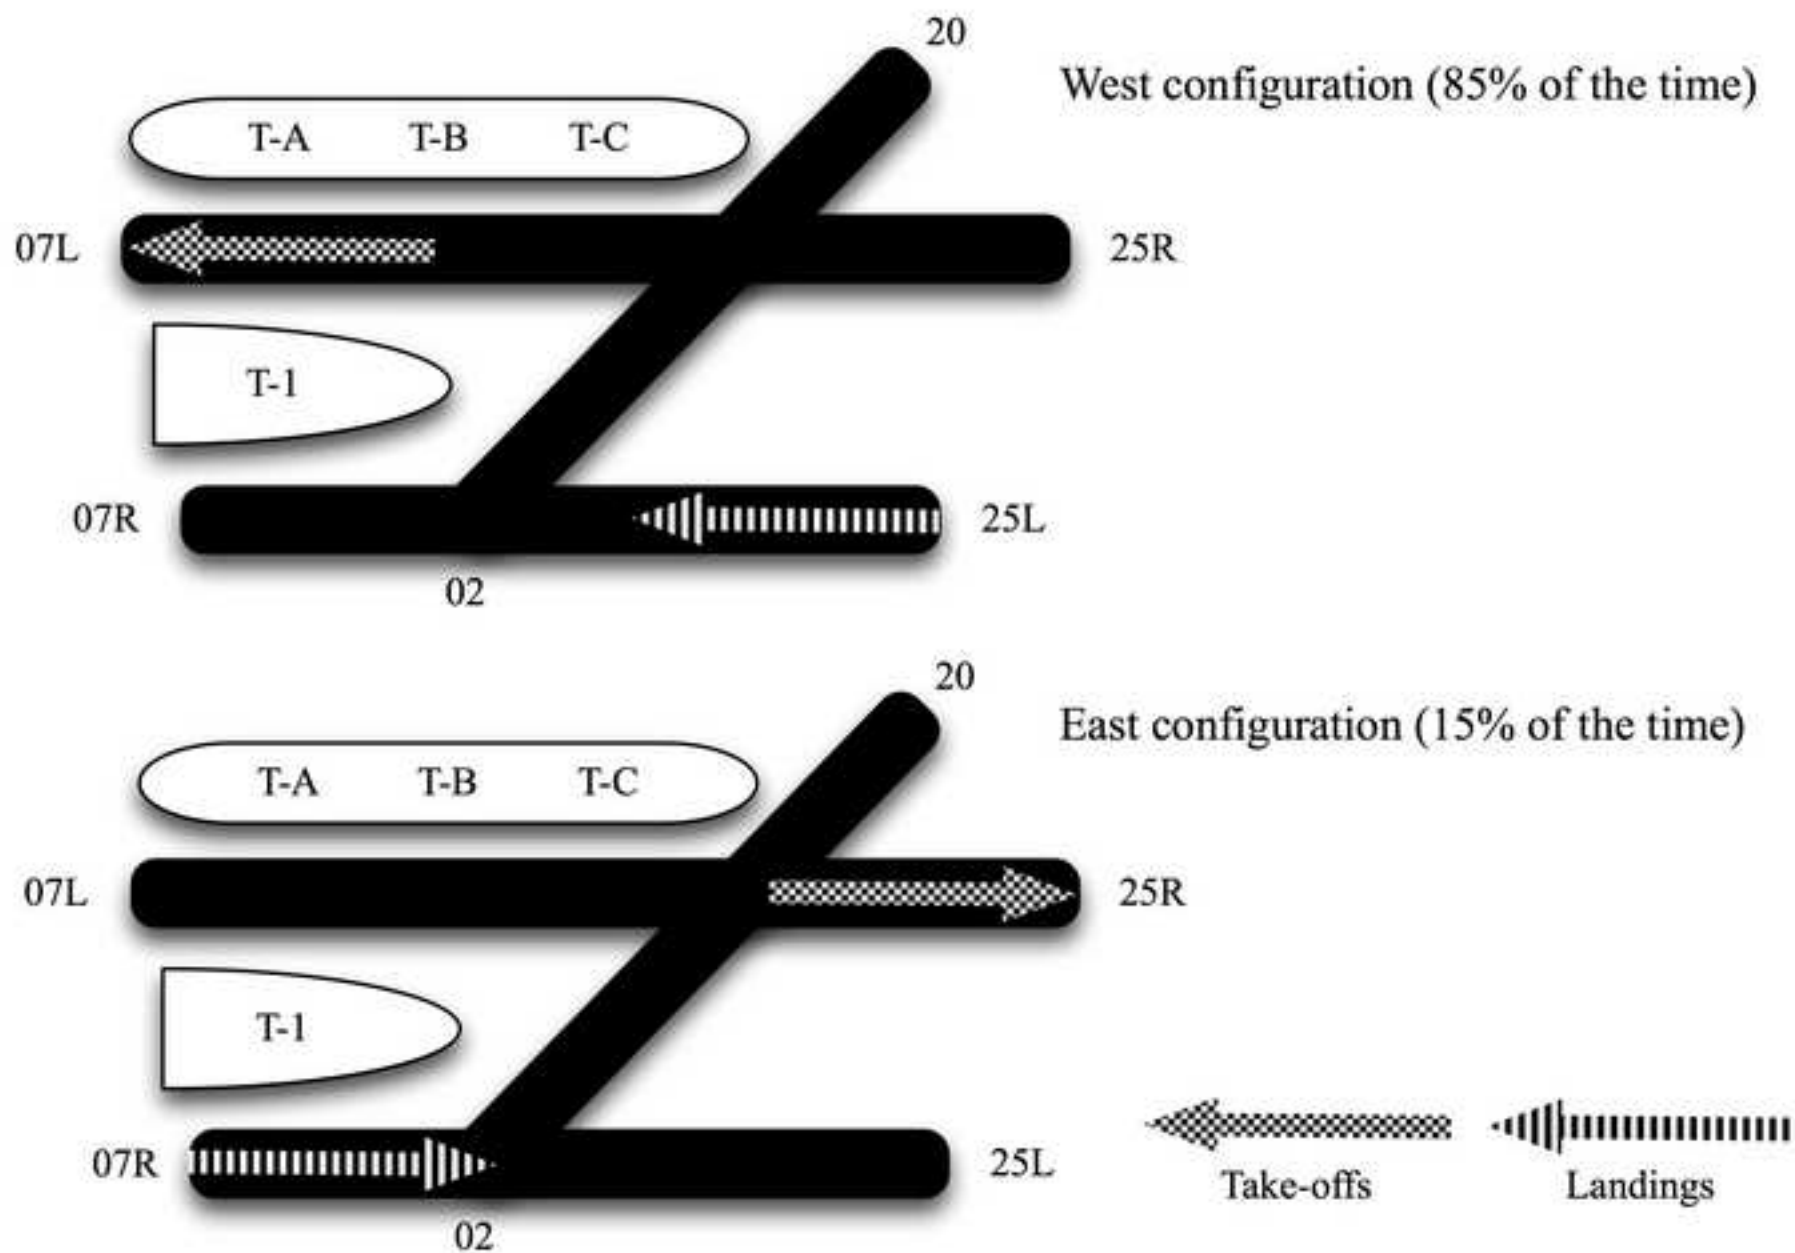 20
West configuration (85% of the time)
T-A T-B T-C
07L 25R
T-1
07R 25L
02
20
East configuration (15% of the time)
T-A T-B T-C
07L 25R
T-1
07R 25L
Take-offs Landings
02